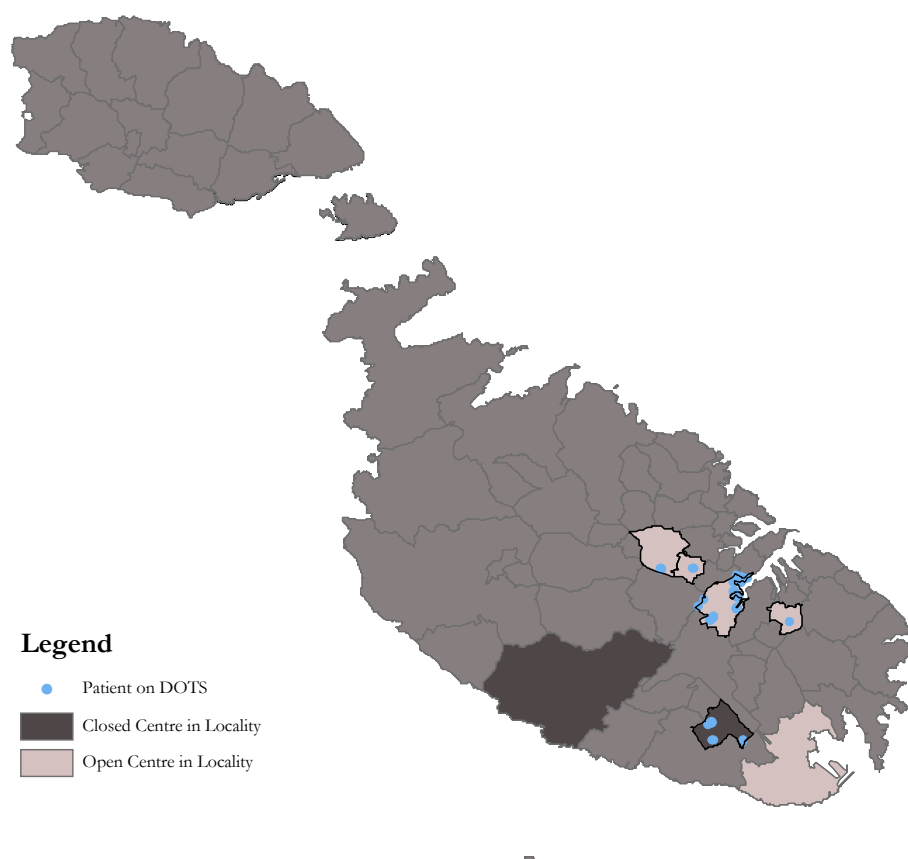 Legend
Patient on DOTS
Closed Centre in Locality
Open Centre in Locality